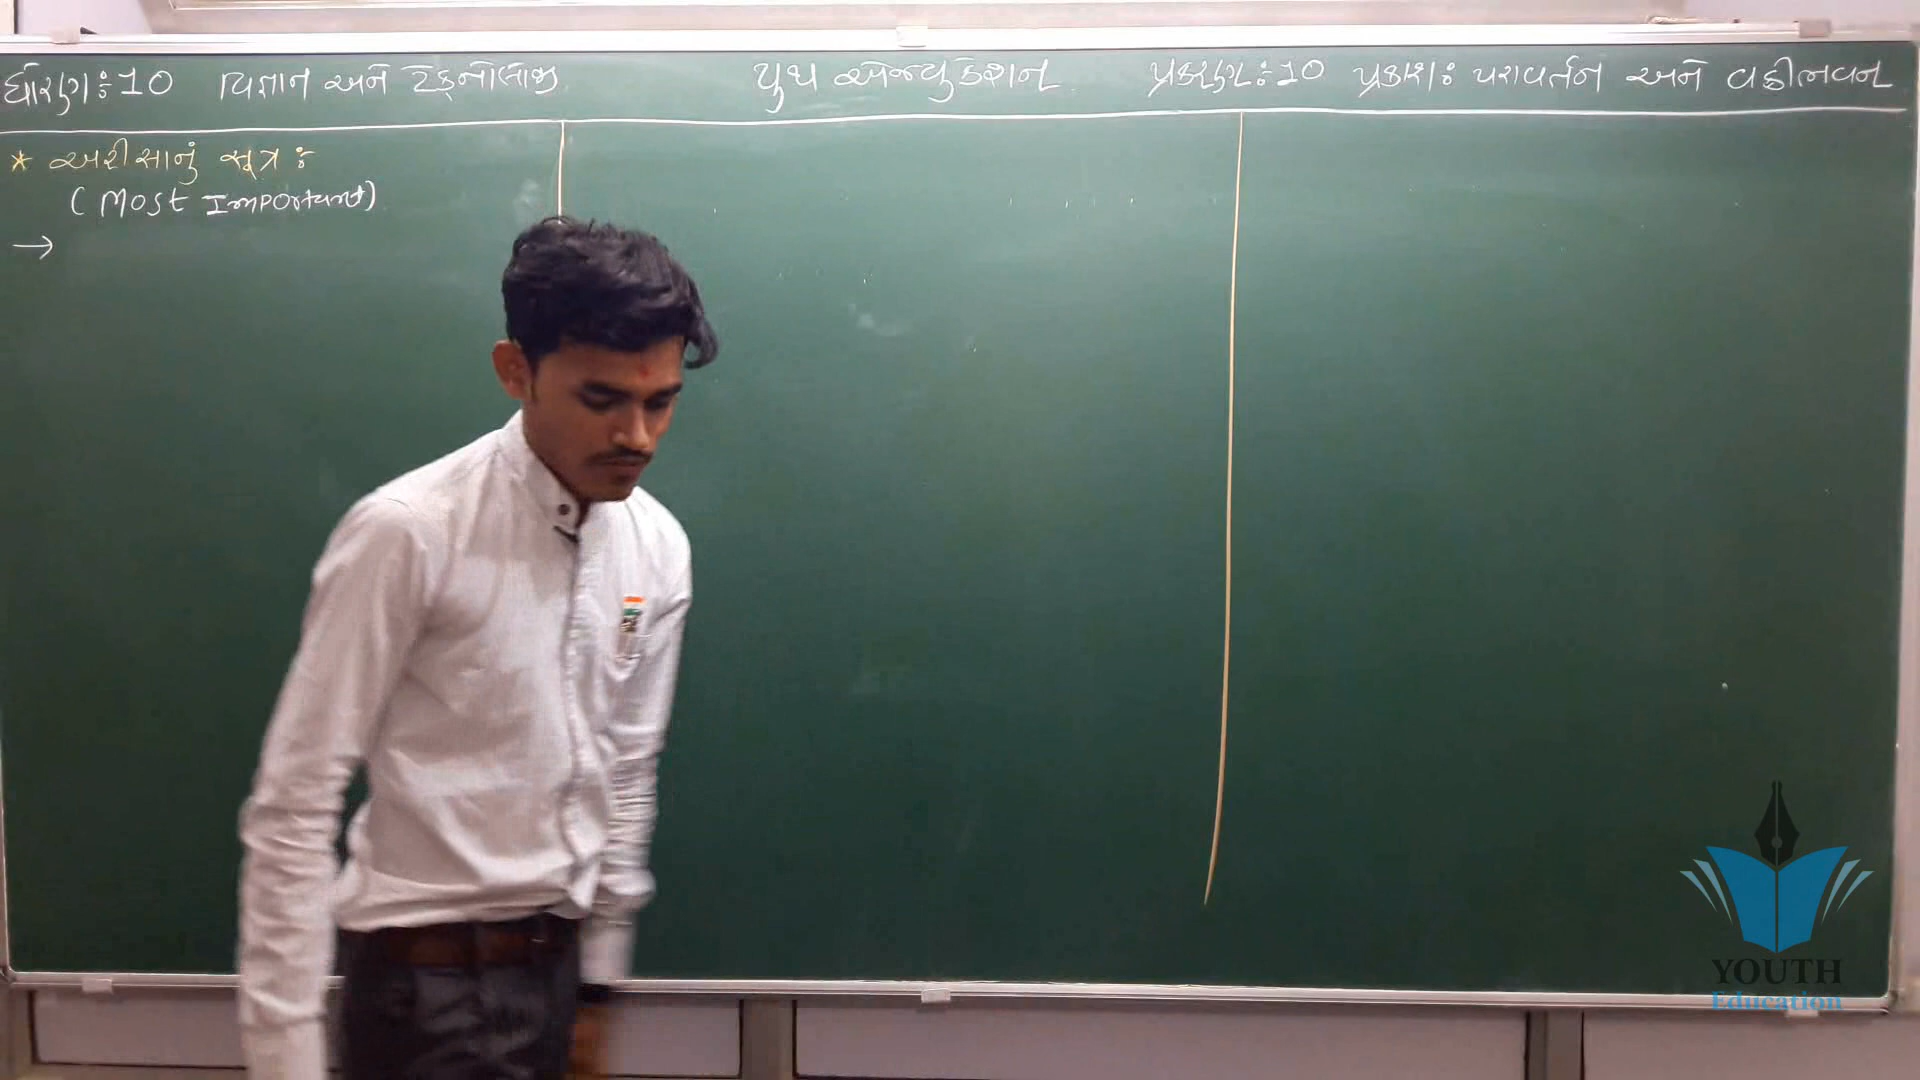 ધોરણઃ 10 વિજ્ઞાન અને ટેકનોલોજી યુથ એજ્યુકેશન પ્રકરણઃ 10 પ્રકાશઃ પરાવર્તન અને વક્રીભવન
* અરીસાનું સૂત્ર ઃ
(Most Important)
→
YOUTH
Education